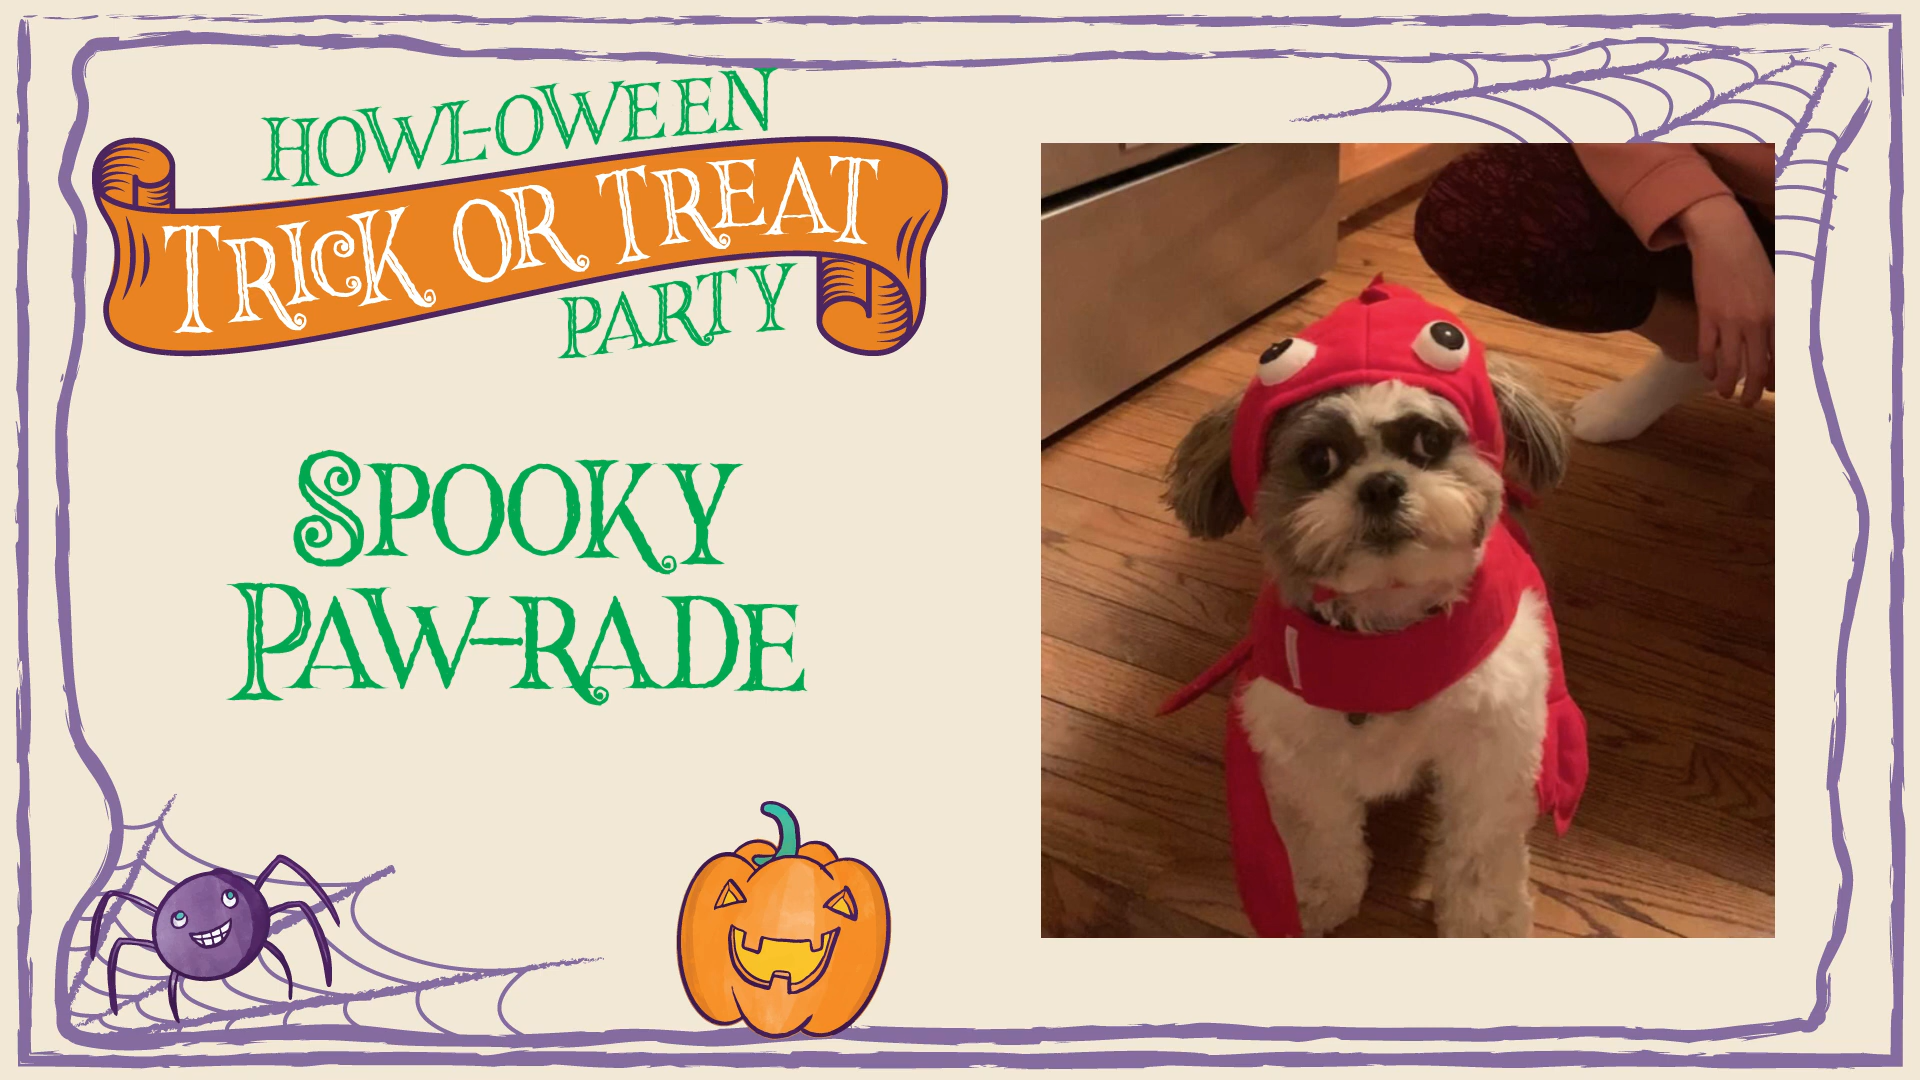 HOWL-OWEEN
TRICK OR TREAT
PARTY
SPOOKY
PAW-RADE